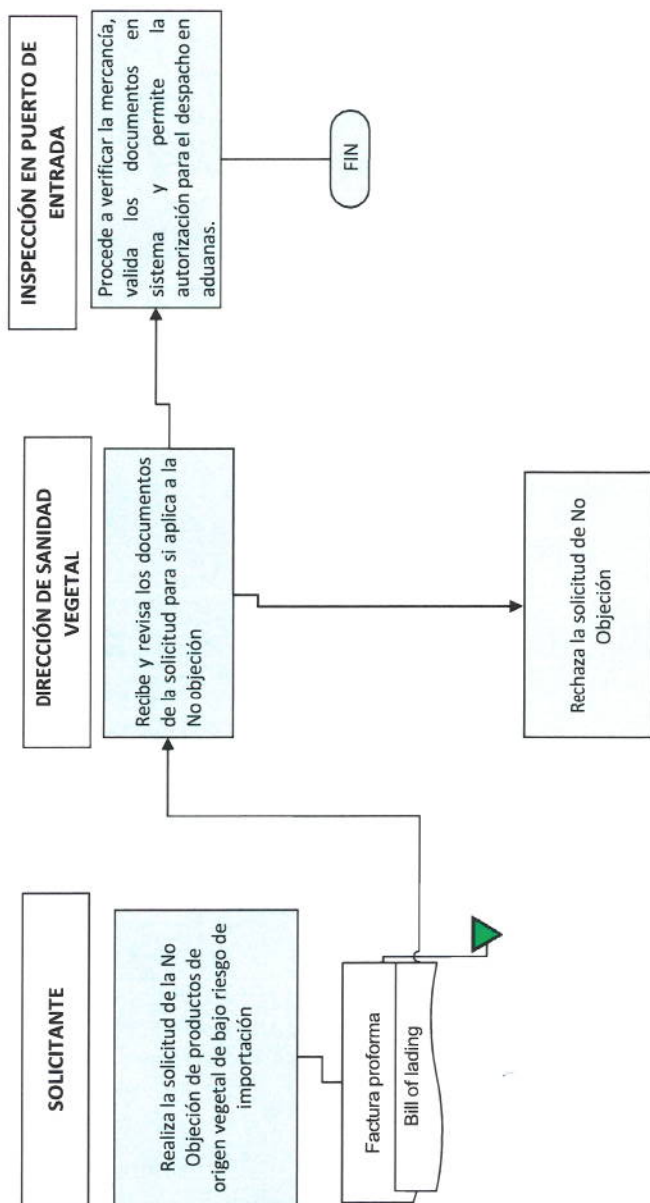 SOLICITANTE
Realiza la solicitud de la No
Objeción de productos de
origen vegetal de bajo riesgo de
importación
Factura proforma
Bill of lading
DIRECCIÓN DE SANIDAD
VEGETAL
Recibe y revisa los documentos
de la solicitud para si aplica a la
No objeción
Rechaza la solicitud de No
Objeción
INSPECCIÓN EN PUERTO DE
ENTRADA
Procede a verificar la mercancía,
valida los documentos en
sistema y permite la
autorización para el despacho en
aduanas.
FIN